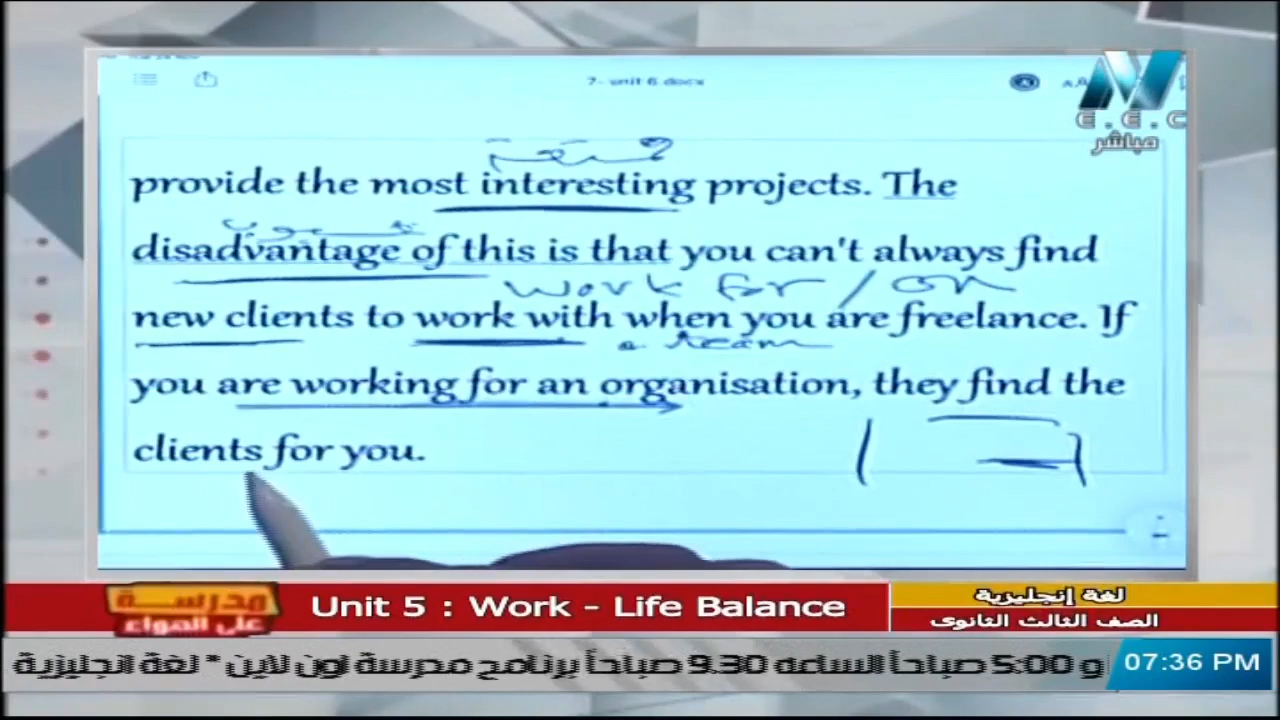 7- unit 6.docx
E.E.C
مباشر
ممتعة
provide the most interesting projects. The
عيوب
disadvantage of this is that you can't always find
work for / on
new clients to work with when you are freelance. If
a team
you are working for an organisation, they find the
clients for you.
مدرسة
على الهواء
Unit 5 : Work - Life Balance
لغة إنجليزية
الصف الثالث الثانوى
و 5:00 صباحاً الساعه 9.30 صباحاً برنامج مدرسة اون لاين * لغة انجليزية
07:36 PM